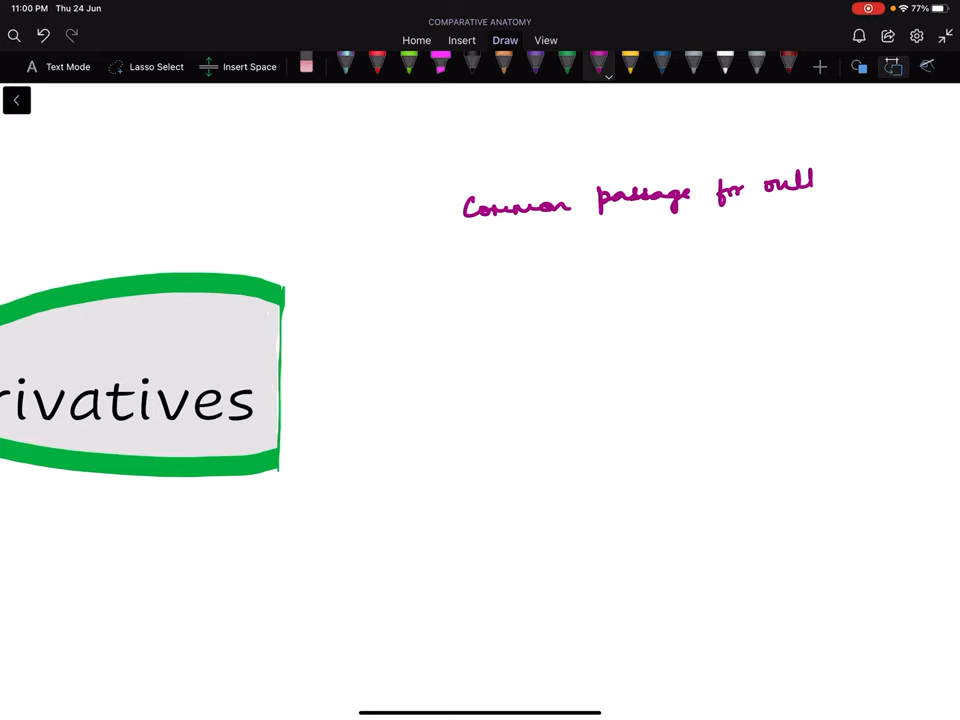 11:00 PM Thu 24 Jun
77%
COMPARATIVE ANATOMY
Home Insert Draw View
A Text Mode Lasso Select Insert Space
Common passage for
rivatives